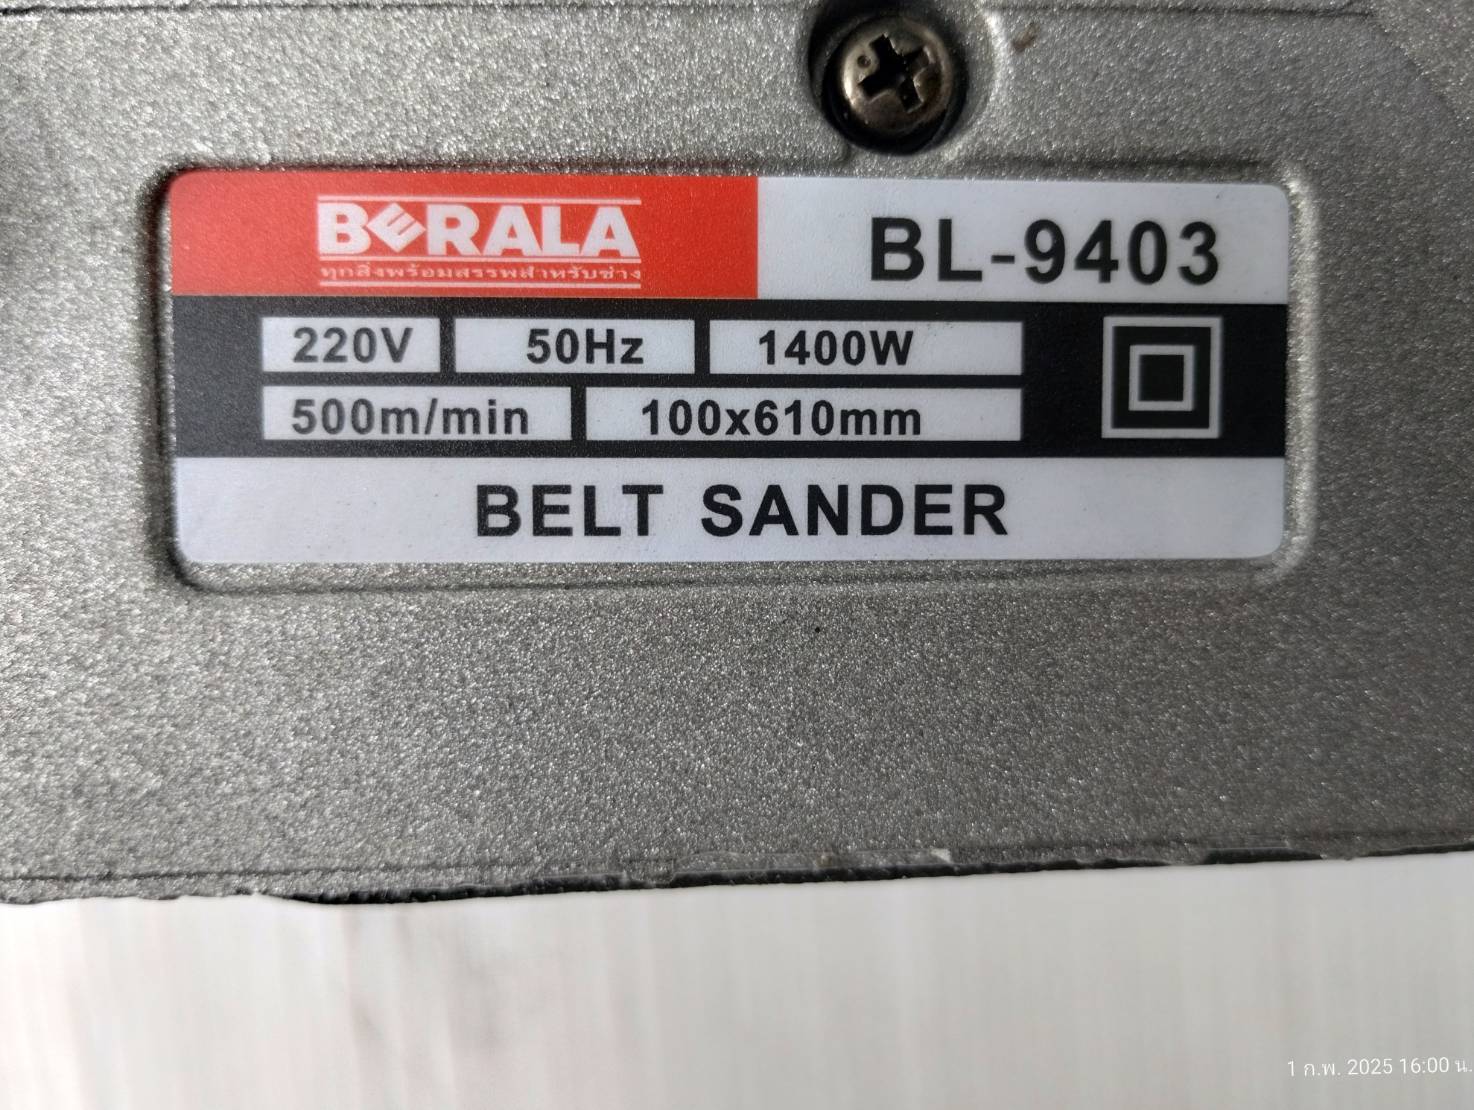 BERALA
ทุกสิ่งพร้อมสรรพสำหรับช่าง
BL-9403
220V 50Hz 1400W
500m/min 100x610mm
BELT SANDER
1 ก.พ. 2025 16:00 น.